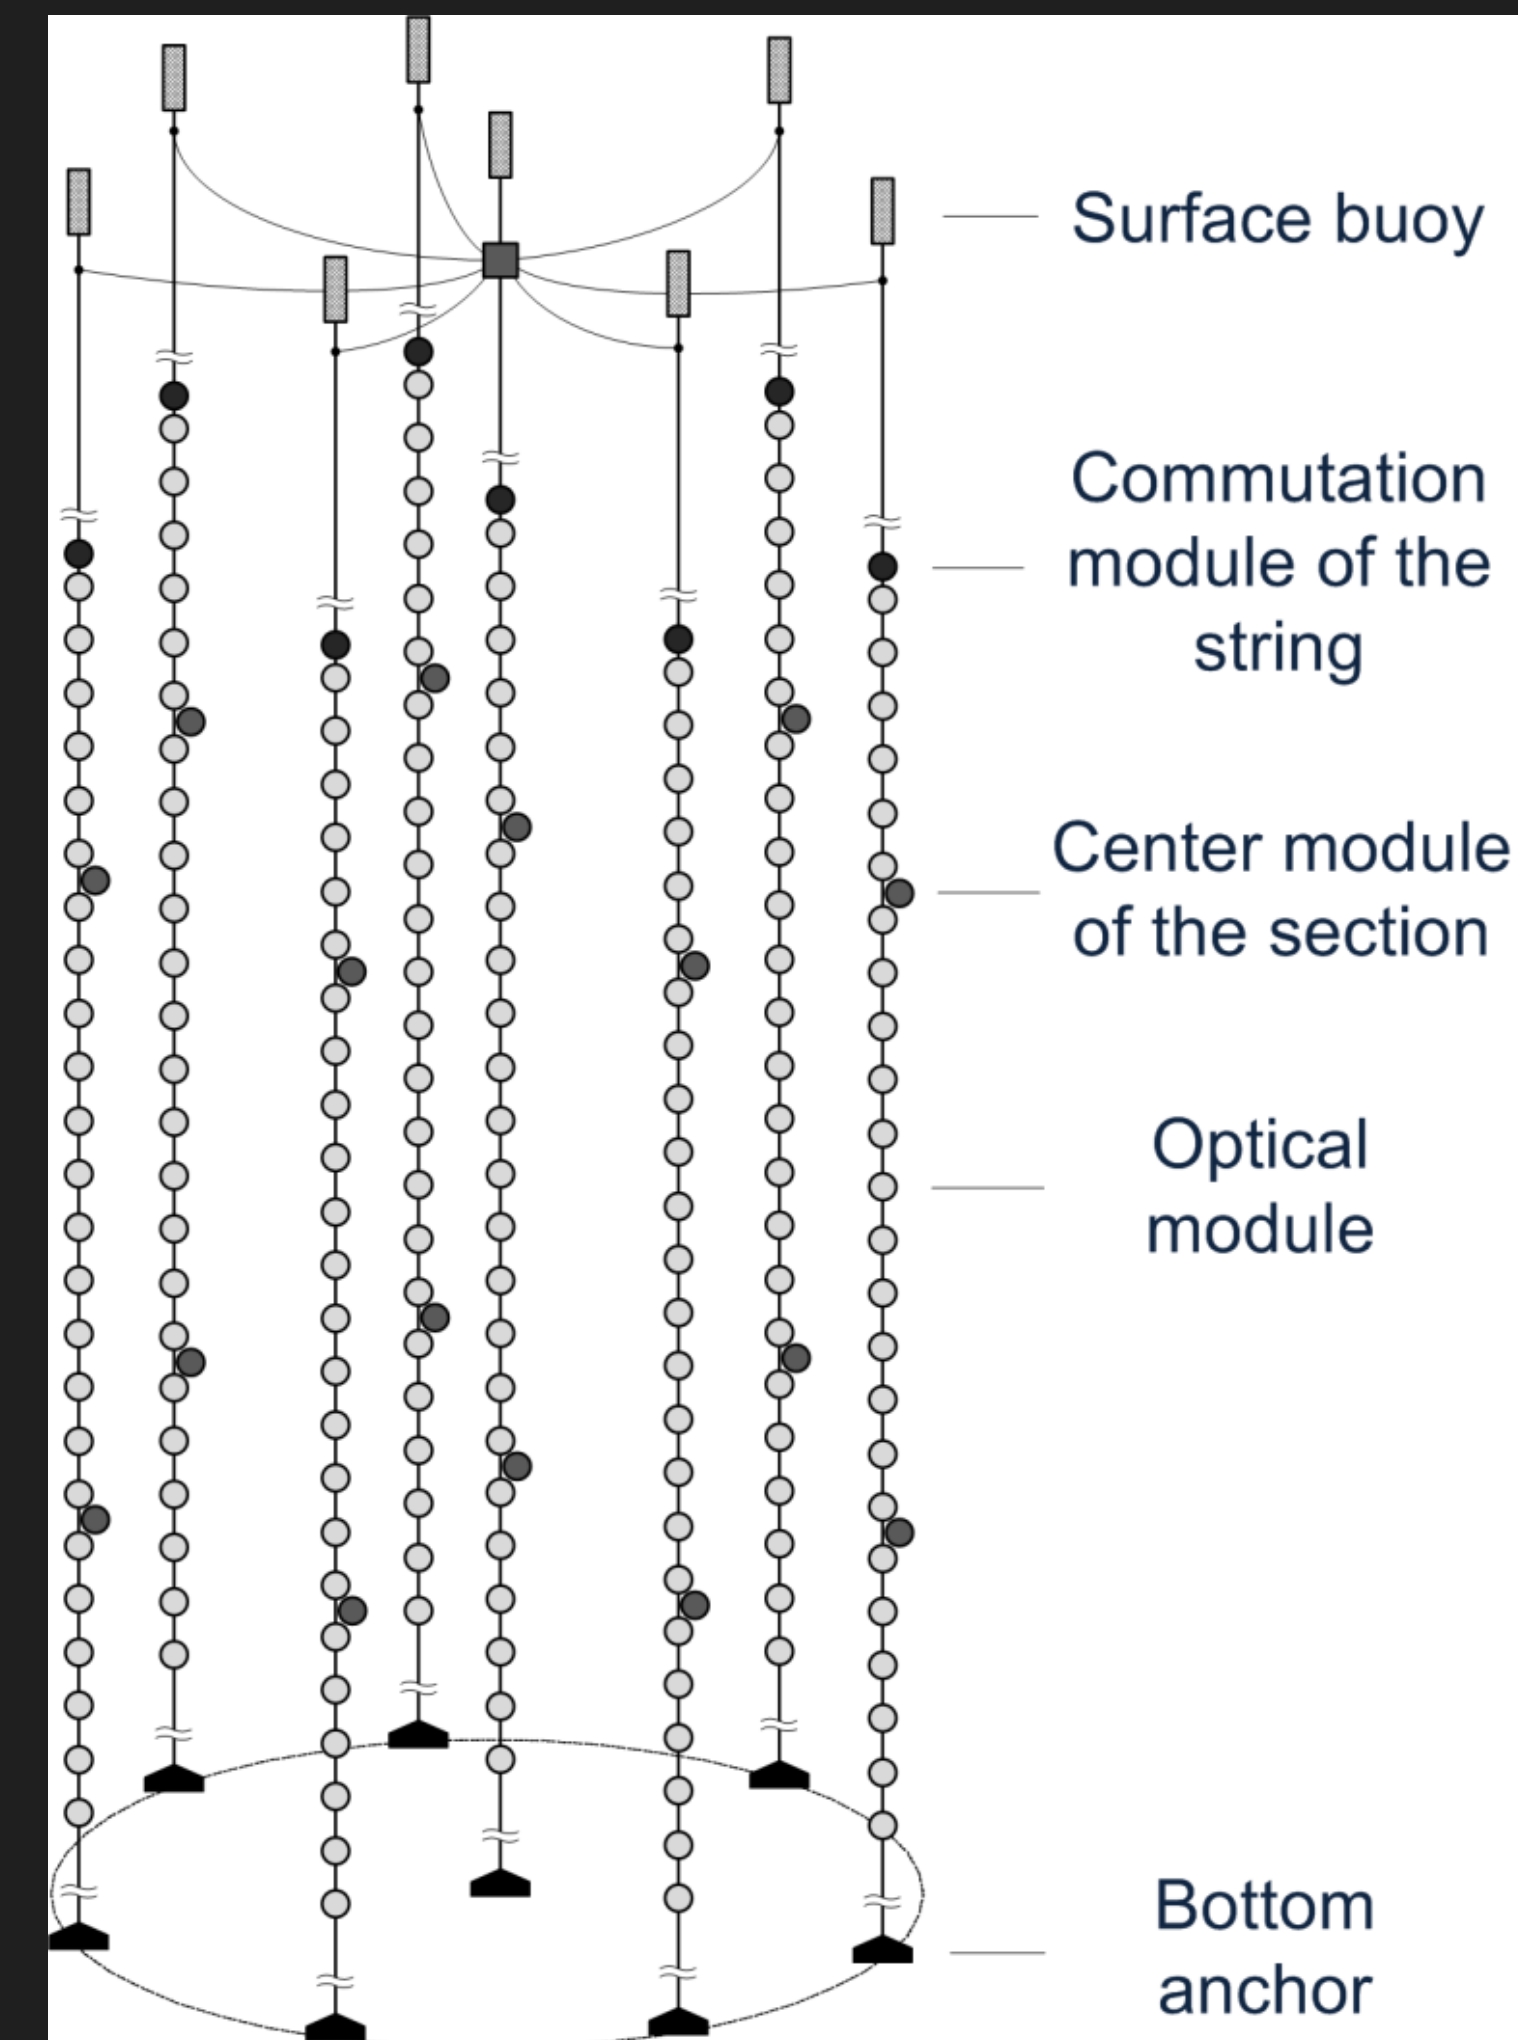 Surface buoy
Commutation
module of the
string
Center module
of the section
Optical
module
Bottom
anchor